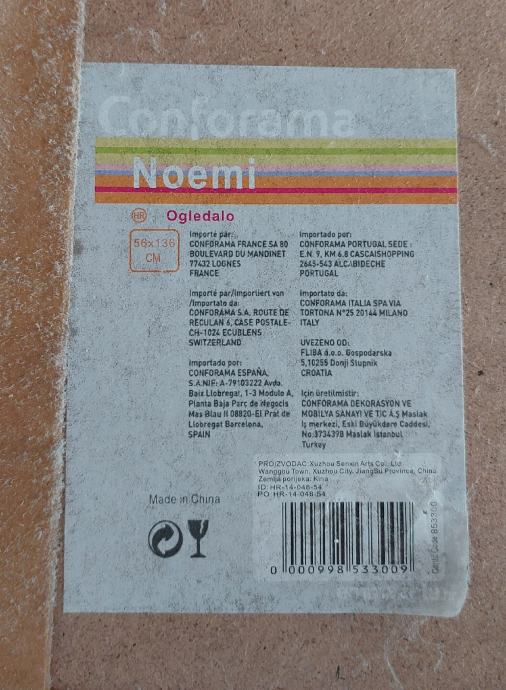 Conforama
Noemi
HR Ogledalo
56x136
CM
Importé par:
CONFORAMA FRANCE SA 80
BOULEVARD DU MANDINET
77432 LOGNES
FRANCE
Importé par/Importiert von
/Importato da:
CONFORAMA S.A. ROUTE DE
RECULAN 6, CASE POSTALE-
CH-1024 ECUBLENS
SWITZERLAND
Importado por:
CONFORAMA ESPAÑA,
S.A.NIF: A-79103222 Avda.
Baix Llobregat, 1-3 Modulo A,
Planta Baja Parc de Negocis
Mas Blau II 08820-El Prat de
Llobregat Barcelona,
SPAIN
Importado por:
CONFORAMA PORTUGAL SEDE :
E.N. 9, KM 6.8 CASCAISHOPPING
2645-543 ALCABIDECHE
PORTUGAL
Importato da:
CONFORAMA ITALIA SPA VIA
TORTONA N°25 20144 MILANO
ITALY
UVEZENO OD:
FLIBA d.o.o. Gospodarska
5,10255 Donji Stupnik
CROATIA
Için üretilmistir:
CONFORAMA DEKORASYON VE
MOBILYA SANAYI VE TIC A.Ş Maslak
Iş merkezi, Eski Büyükdere Caddesi,
No:3734398 Maslak Istanbul
Turkey
PROIZVODAC: Xuzhou Senxin Arts Co., Ltd
Wanggou Town, Xuzhou City, JiangSu Province, China
Zemlja porijekla: Kina
ID: HR-14-048-54
PO: HR-14-048-54
Made in China
0 000998 533009